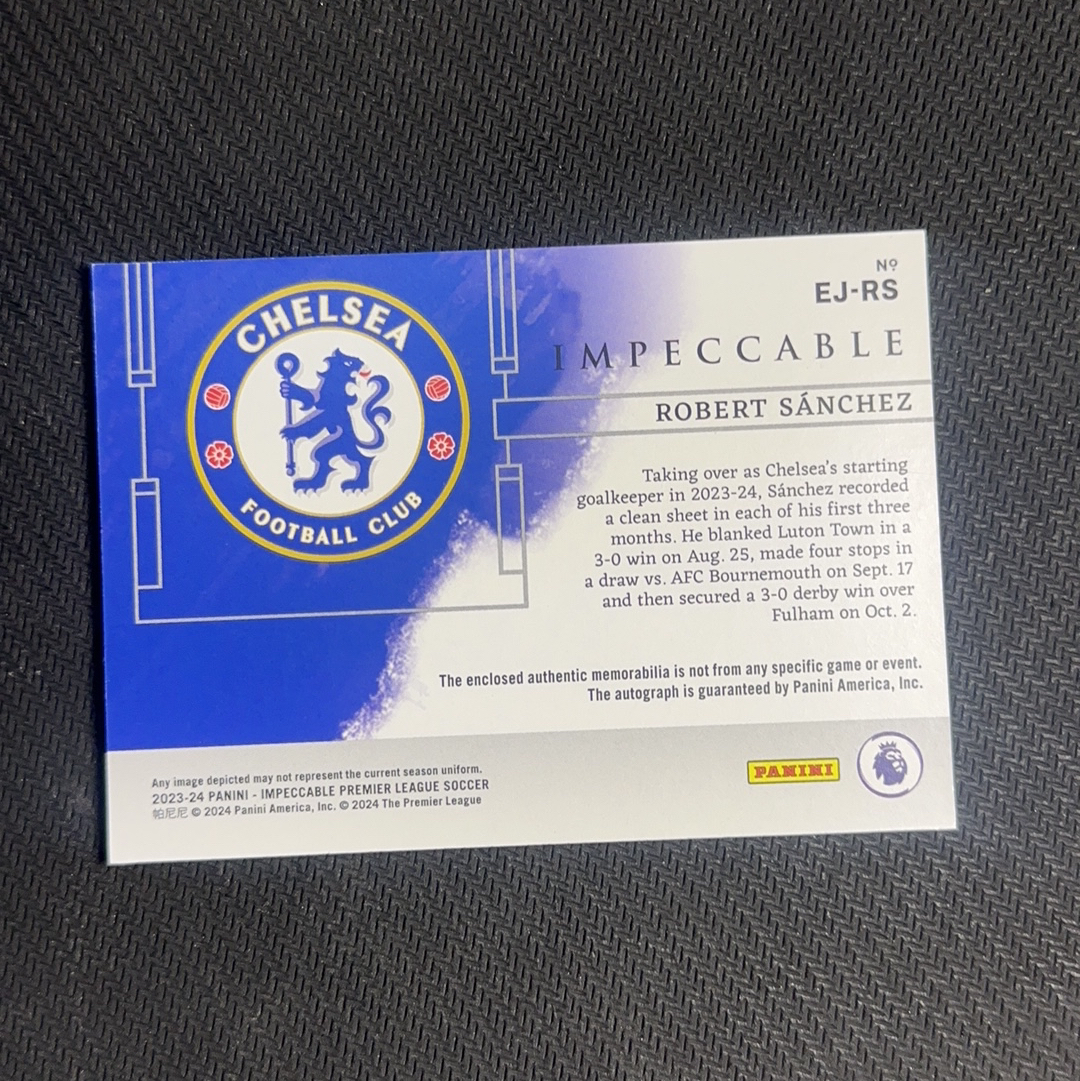 CHELSEA
FOOTBALL CLUB
Nº
EJ-RS
IMPECCABLE
ROBERT SÁNCHEZ
Taking over as Chelsea's starting
goalkeeper in 2023-24, Sánchez recorded
a clean sheet in each of his first three
months. He blanked Luton Town in a
3-0 win on Aug. 25, made four stops in
a draw vs. AFC Bournemouth on Sept. 17
and then secured a 3-0 derby win over
Fulham on Oct. 2.
The enclosed authentic memorabilia is not from any specific game or event.
The autograph is guaranteed by Panini America, Inc.
Any image depicted may not represent the current season uniform.
2023-24 PANINI - IMPECCABLE PREMIER LEAGUE SOCCER
帕尼尼 © 2024 Panini America, Inc. © 2024 The Premier League
PANINI